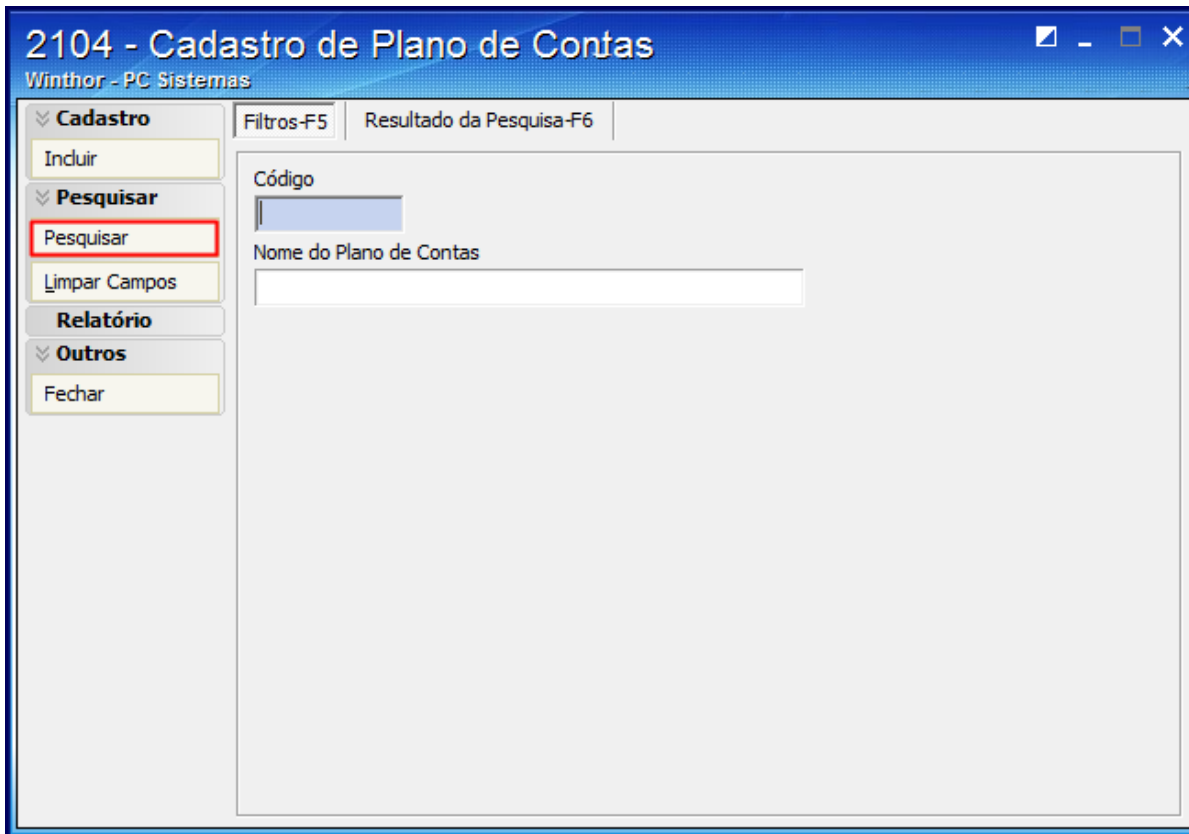 2104 - Cadastro de Plano de Contas
Winthor - PC Sistemas
Cadastro
Incluir
Pesquisar
Pesquisar
Limpar Campos
Relatório
Outros
Fechar
Filtros-F5
Resultado da Pesquisa-F6
Código
Nome do Plano de Contas